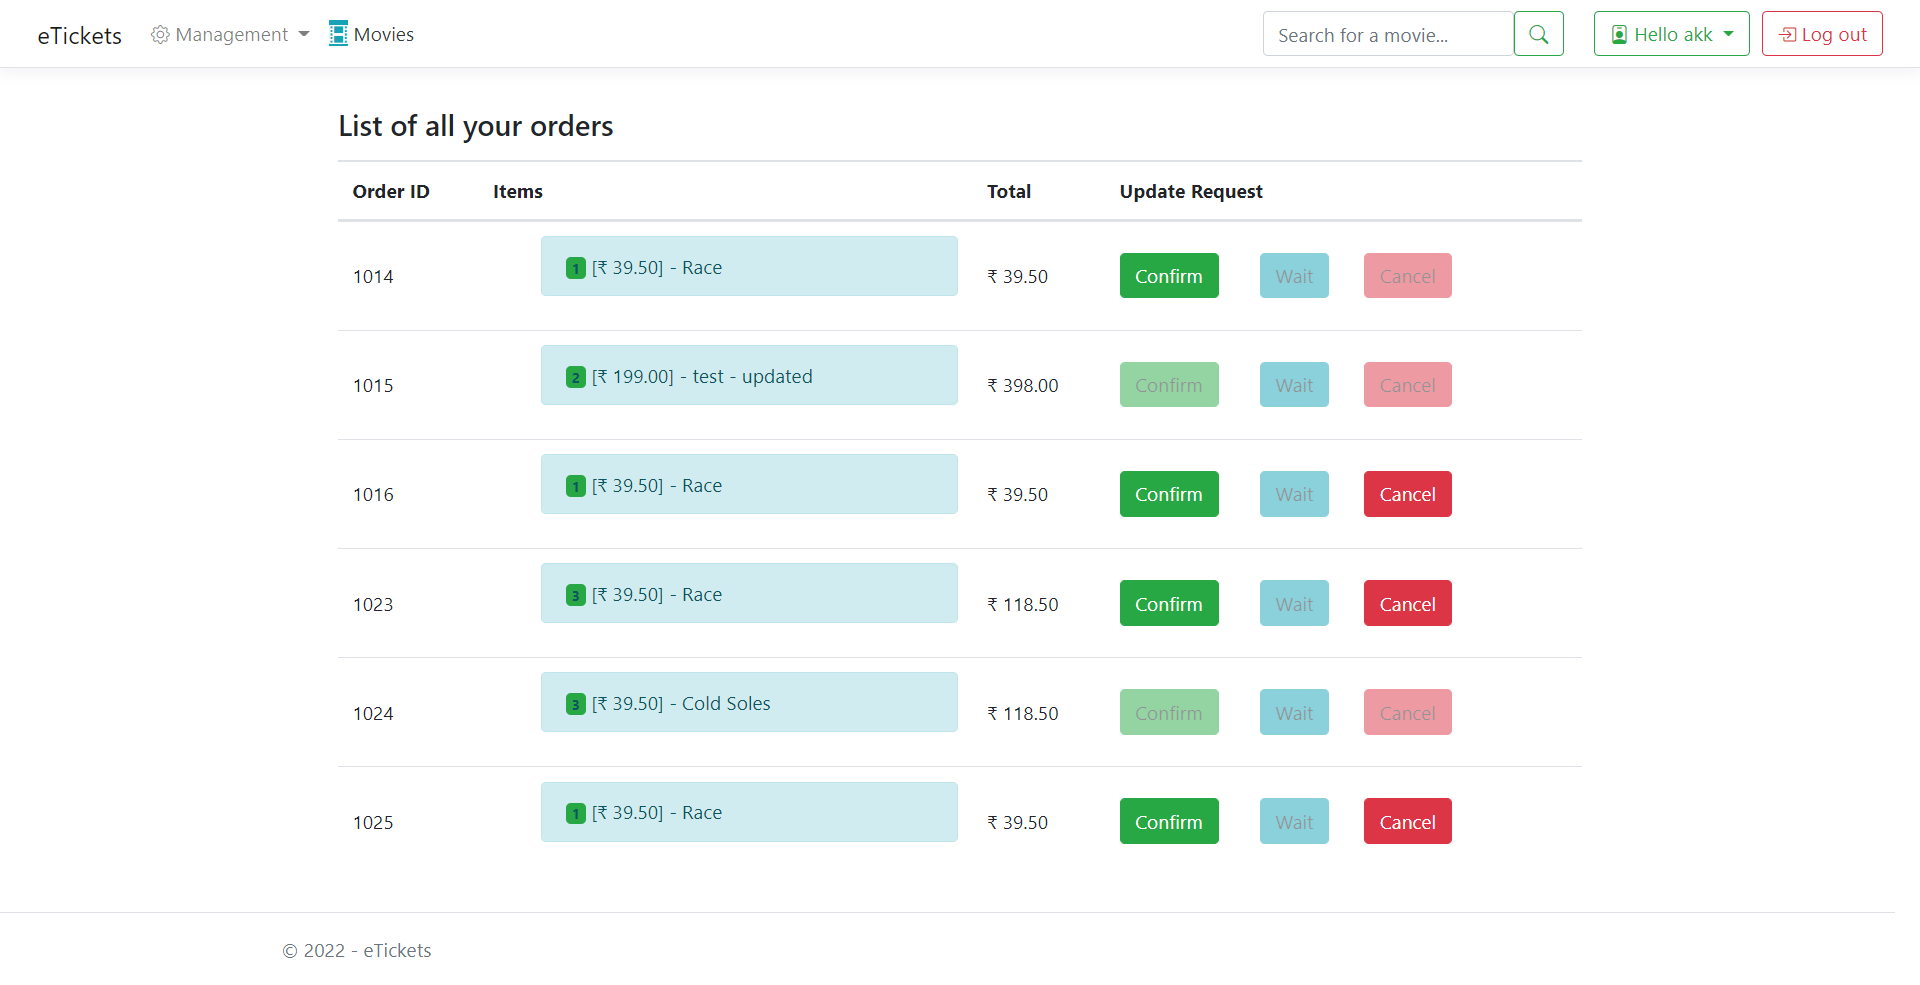 eTickets Management Movies Search for a movie... Hello akk Log out
List of all your orders
Order ID Items Total Update Request
1014 1 [₹ 39.50] - Race ₹ 39.50 Confirm Wait Cancel
1015 2 [₹ 199.00] - test - updated ₹ 398.00 Confirm Wait Cancel
1016 1 [₹ 39.50] - Race ₹ 39.50 Confirm Wait Cancel
1023 3 [₹ 39.50] - Race ₹ 118.50 Confirm Wait Cancel
1024 3 [₹ 39.50] - Cold Soles ₹ 118.50 Confirm Wait Cancel
1025 1 [₹ 39.50] - Race ₹ 39.50 Confirm Wait Cancel
© 2022 - eTickets